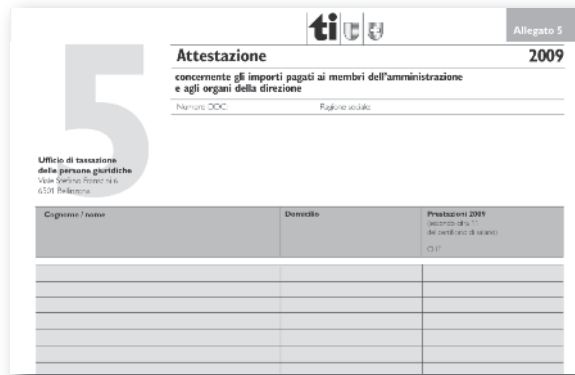 ti
Allegato 5
5
Attestazione 2009
concernente gli importi pagati ai membri dell'amministrazione
e agli organi della direzione
Numero DDC: Ragione sociale:
Ufficio di tassazione
delle persone giuridiche
Viale Stefano Franscini 6
6501 Bellinzona
Cognome / nome Domicilio Prestazioni 2009
(secondo cifra 11
del certificato di salario)
CHF